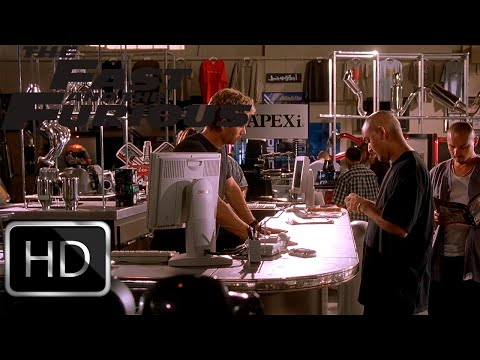 THE
FAST
AND THE
FURIOUS
APEXi
HD